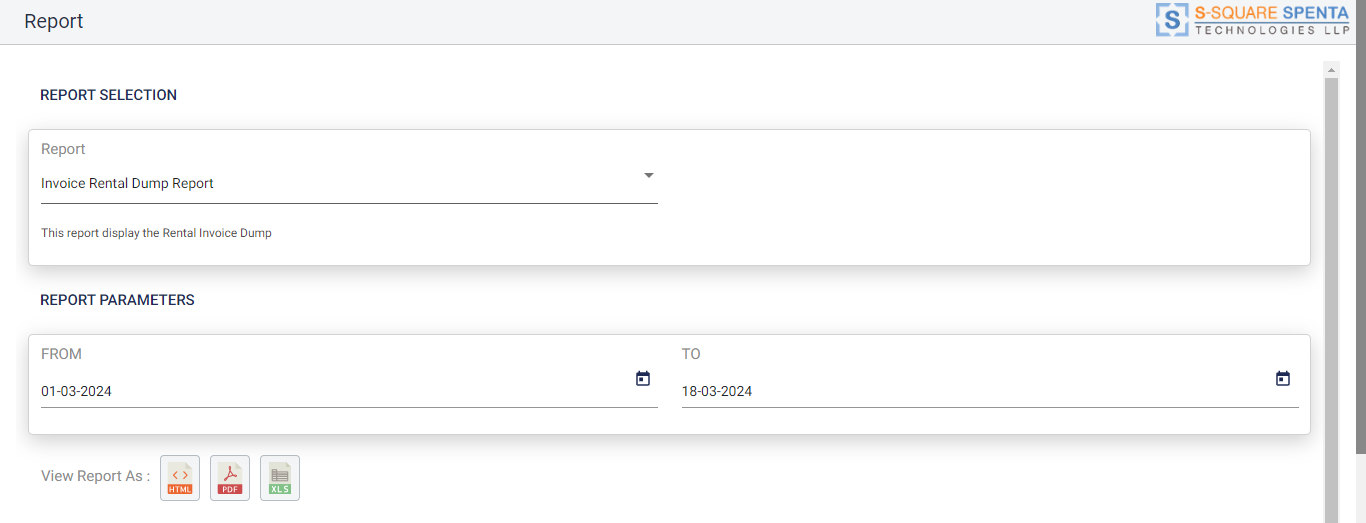 Report
S-SQUARE SPENTA
TECHNOLOGIES LLP
S
REPORT SELECTION
Report
Invoice Rental Dump Report
This report display the Rental Invoice Dump
REPORT PARAMETERS
FROM
TO
01-03-2024
18-03-2024
View Report As :
HTML
PDF
XLS